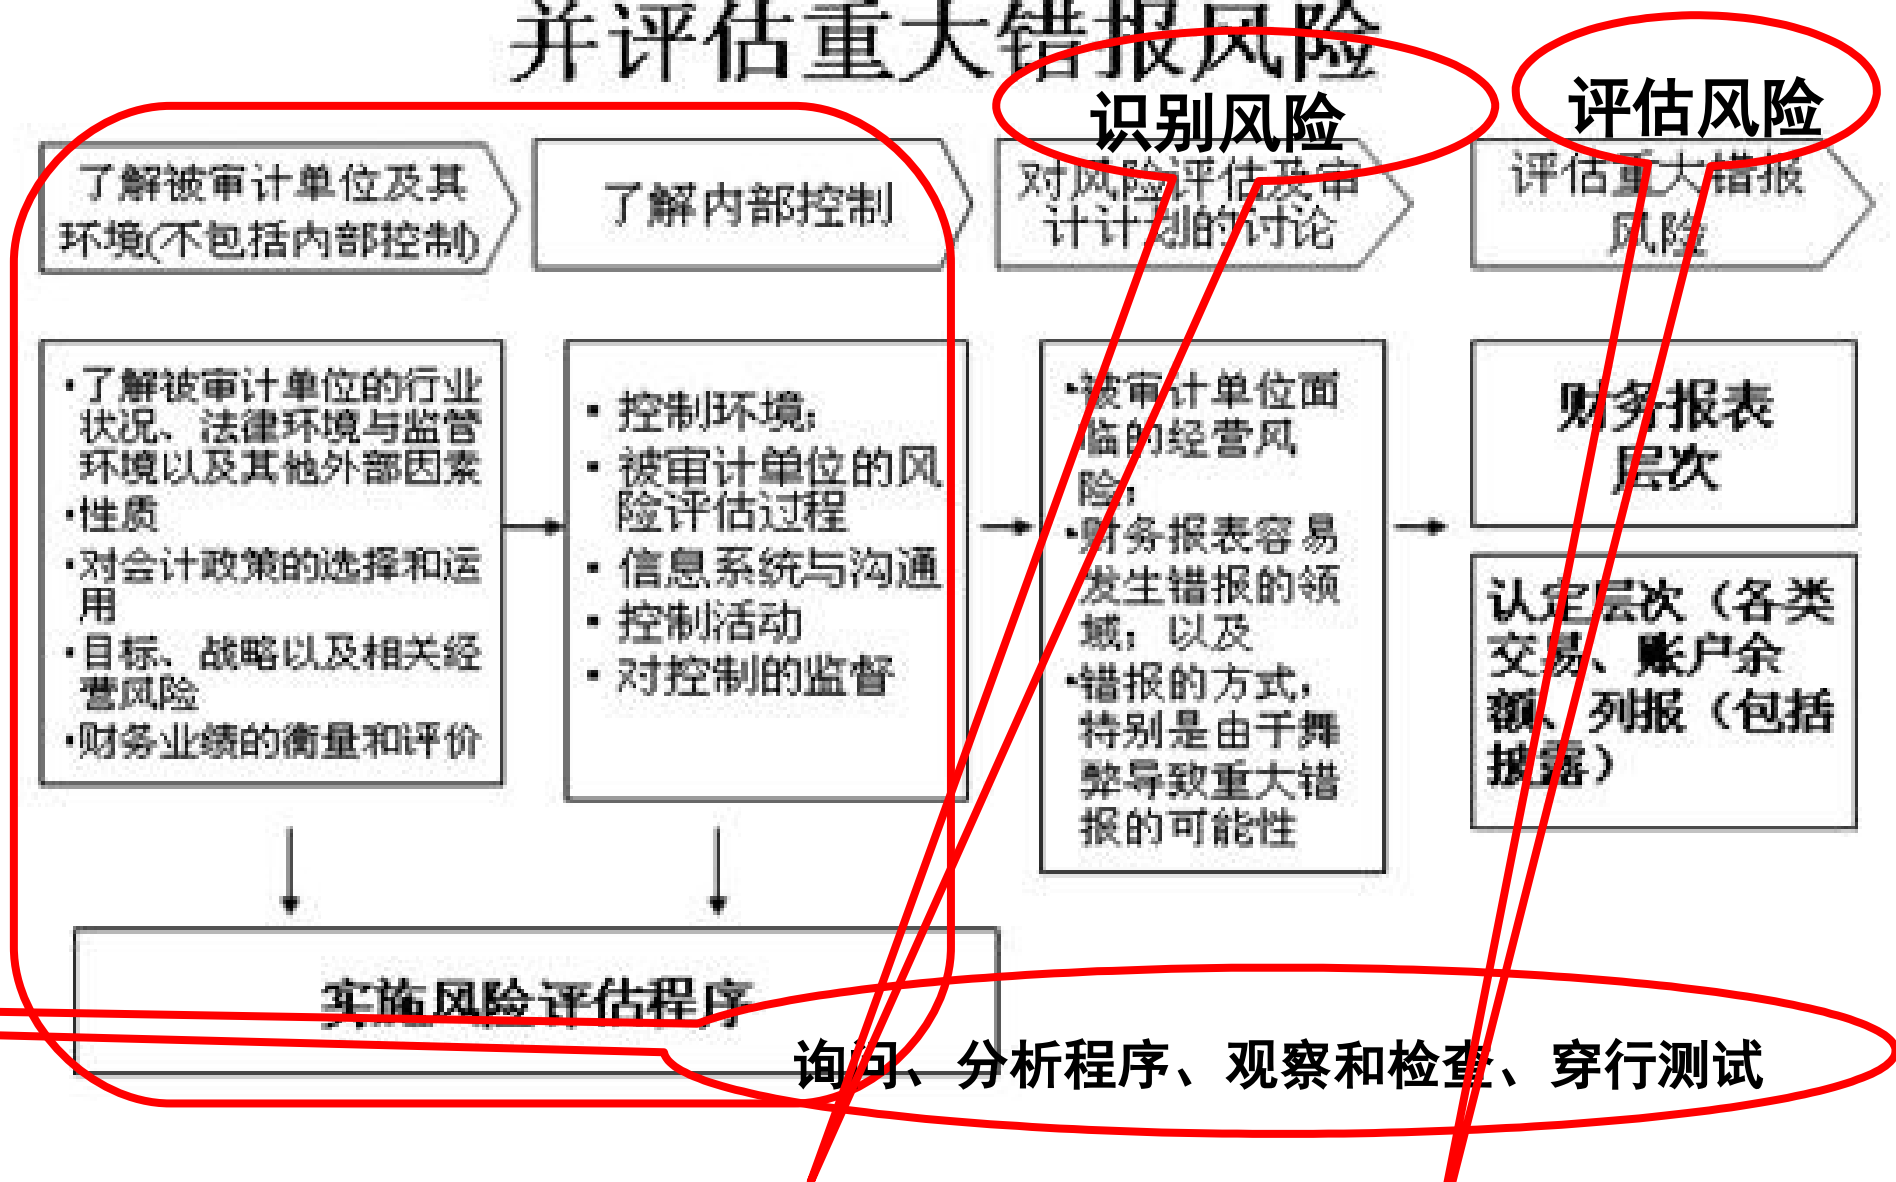 并评估重大错报风险
识别风险
评估风险
了解被审计单位及其
环境(不包括内部控制)
了解内部控制
对风险评估及审
计计划的讨论
评估重大错报
风险
•了解被审计单位的行业
状况、法律环境与监管
环境以及其他外部因素
•性质
•对会计政策的选择和运
用
•目标、战略以及相关经
营风险
•财务业绩的衡量和评价
▪ 控制环境；
▪ 被审计单位的风
险评估过程
▪ 信息系统与沟通
▪ 控制活动
▪ 对控制的监督
•被审计单位面
临的经营风
险；
•财务报表容易
发生错报的领
域；以及
•错报的方式，
特别是由于舞
弊导致重大错
报的可能性
财务报表
层次
认定层次（各类
交易、账户余
额、列报（包括
披露）
实施风险评估程序
询问、分析程序、观察和检查、穿行测试